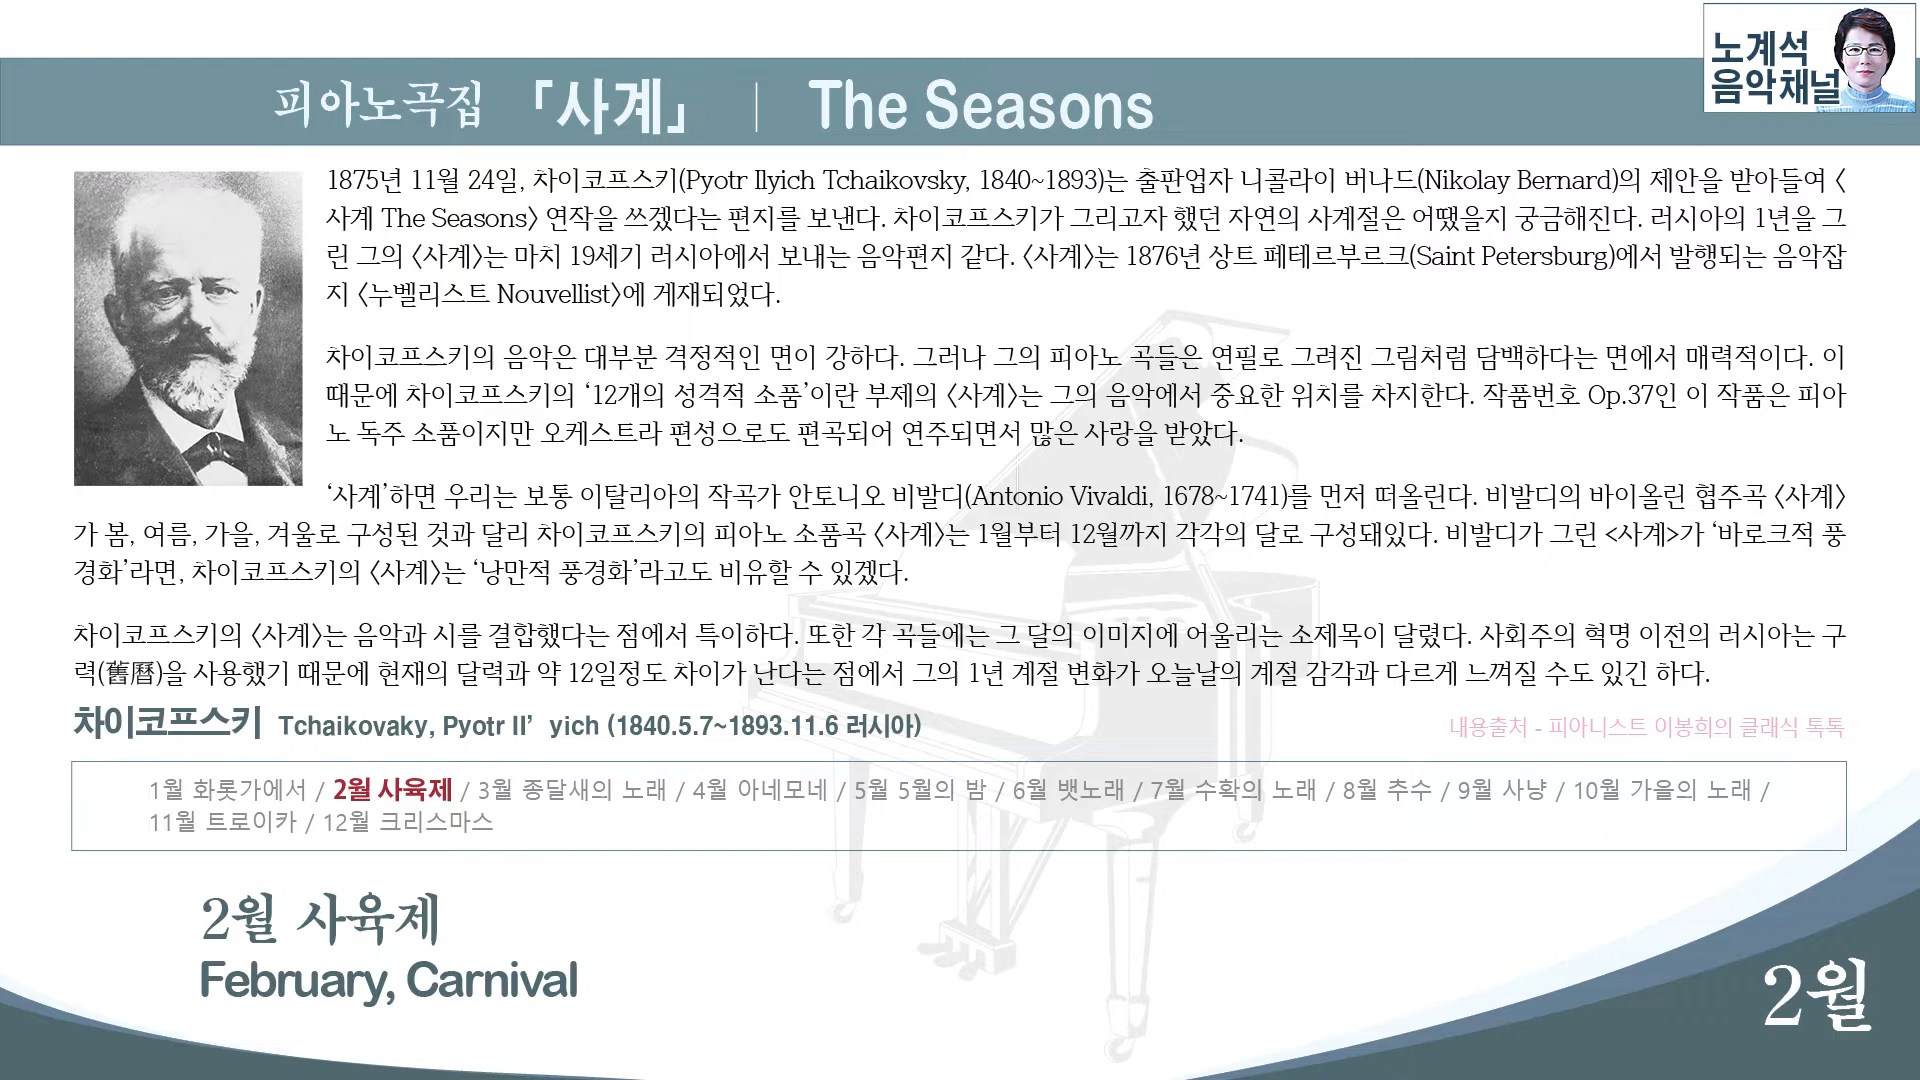 노계석
음악채널
피아노곡집 「사계」 | The Seasons
1875년 11월 24일, 차이코프스키(Pyotr Ilyich Tchaikovsky, 1840~1893)는 출판업자 니콜라이 버나드(Nikolay Bernard)의 제안을 받아들여 〈
사계 The Seasons〉 연작을 쓰겠다는 편지를 보낸다. 차이코프스키가 그리고자 했던 자연의 사계절은 어땠을지 궁금해진다. 러시아의 1년을 그
린 그의 〈사계〉는 마치 19세기 러시아에서 보내는 음악편지 같다. 〈사계〉는 1876년 상트 페테르부르크(Saint Petersburg)에서 발행되는 음악잡
지 〈누벨리스트 Nouvellist〉에 게재되었다.
차이코프스키의 음악은 대부분 격정적인 면이 강하다. 그러나 그의 피아노 곡들은 연필로 그려진 그림처럼 담백하다는 면에서 매력적이다. 이
때문에 차이코프스키의 ‘12개의 성격적 소품’이란 부제의 〈사계〉는 그의 음악에서 중요한 위치를 차지한다. 작품번호 Op.37인 이 작품은 피아
노 독주 소품이지만 오케스트라 편성으로도 편곡되어 연주되면서 많은 사랑을 받았다.
‘사계’하면 우리는 보통 이탈리아의 작곡가 안토니오 비발디(Antonio Vivaldi, 1678~1741)를 먼저 떠올린다. 비발디의 바이올린 협주곡 〈사계〉
가 봄, 여름, 가을, 겨울로 구성된 것과 달리 차이코프스키의 피아노 소품곡 〈사계〉는 1월부터 12월까지 각각의 달로 구성돼있다. 비발디가 그린 <사계>가 ‘바로크적 풍
경화’라면, 차이코프스키의 〈사계〉는 ‘낭만적 풍경화’라고도 비유할 수 있겠다.
차이코프스키의 〈사계〉는 음악과 시를 결합했다는 점에서 특이하다. 또한 각 곡들에는 그 달의 이미지에 어울리는 소제목이 달렸다. 사회주의 혁명 이전의 러시아는 구
력(舊曆)을 사용했기 때문에 현재의 달력과 약 12일정도 차이가 난다는 점에서 그의 1년 계절 변화가 오늘날의 계절 감각과 다르게 느껴질 수도 있긴 하다.
차이코프스키 Tchaikovaky, Pyotr Il’yich (1840.5.7~1893.11.6 러시아)
내용출처 - 피아니스트 이봉희의 클래식 톡톡
1월 화롯가에서 / 2월 사육제 / 3월 종달새의 노래 / 4월 아네모네 / 5월 5월의 밤 / 6월 뱃노래 / 7월 수확의 노래 / 8월 추수 / 9월 사냥 / 10월 가을의 노래 /
11월 트로이카 / 12월 크리스마스
2월 사육제
February, Carnival
2월